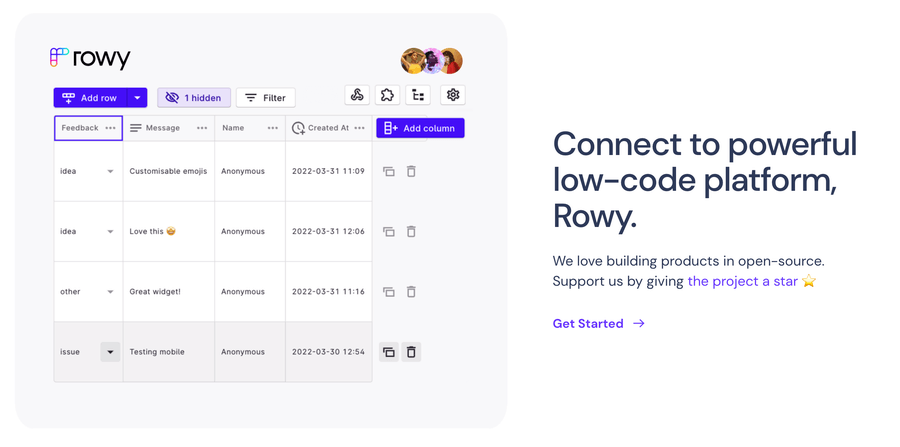 rowy
Add row
1 hidden
Filter
Feedback
Message
Name
Created At
Add column
idea
Customisable emojis
Anonymous
2022-03-31 11:09
idea
Love this 🤩
Anonymous
2022-03-31 12:06
other
Great widget!
Anonymous
2022-03-31 11:16
issue
Testing mobile
Anonymous
2022-03-30 12:54
Connect to powerful
low-code platform,
Rowy.
We love building products in open-source.
Support us by giving the project a star ⭐
Get Started →